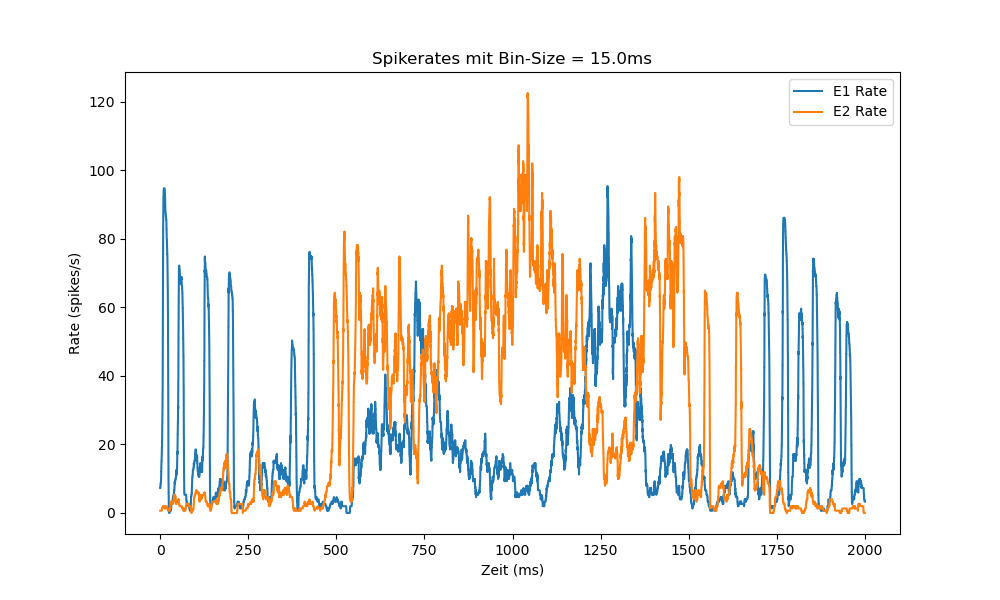 Spikerates mit Bin-Size = 15.0ms
E1 Rate
E2 Rate
Rate (spikes/s)
120
100
80
60
40
20
0
0 250 500 750 1000 1250 1500 1750 2000
Zeit (ms)